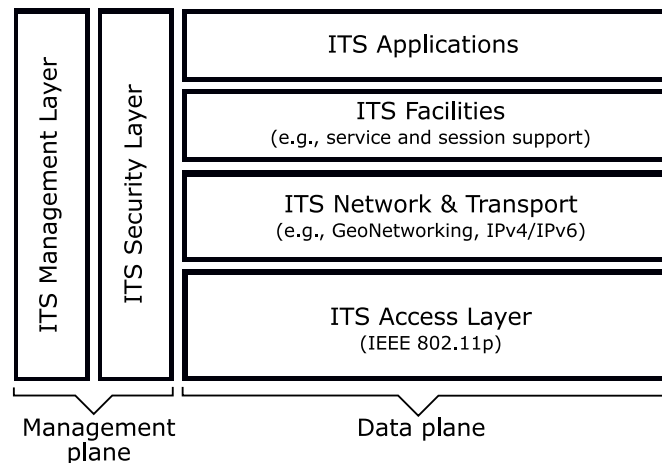 ITS Management Layer
ITS Security Layer
ITS Applications
ITS Facilities
(e.g., service and session support)
ITS Network & Transport
(e.g., GeoNetworking, IPv4/IPv6)
ITS Access Layer
(IEEE 802.11p)
Management
plane
Data plane